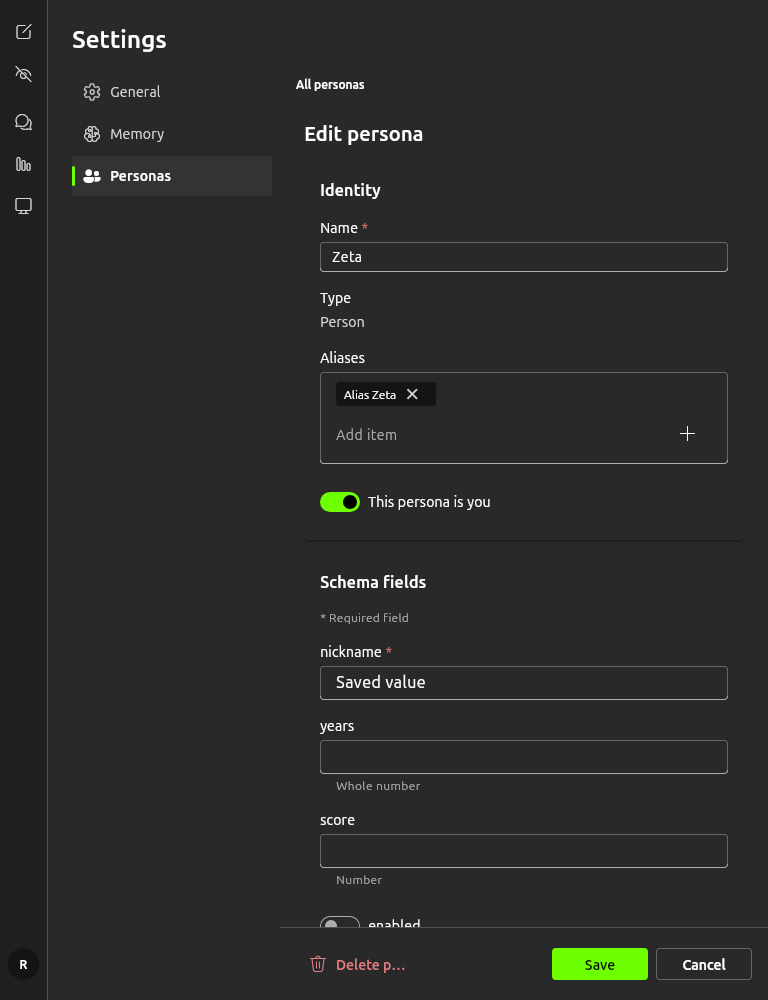 Settings
General
Memory
Personas
All personas
Edit persona
Identity
Name *
Zeta
Type
Person
Aliases
Alias Zeta
Add item
This persona is you
Schema fields
* Required field
nickname *
Saved value
years
Whole number
score
Number
enabled
R
Delete p…
Save
Cancel